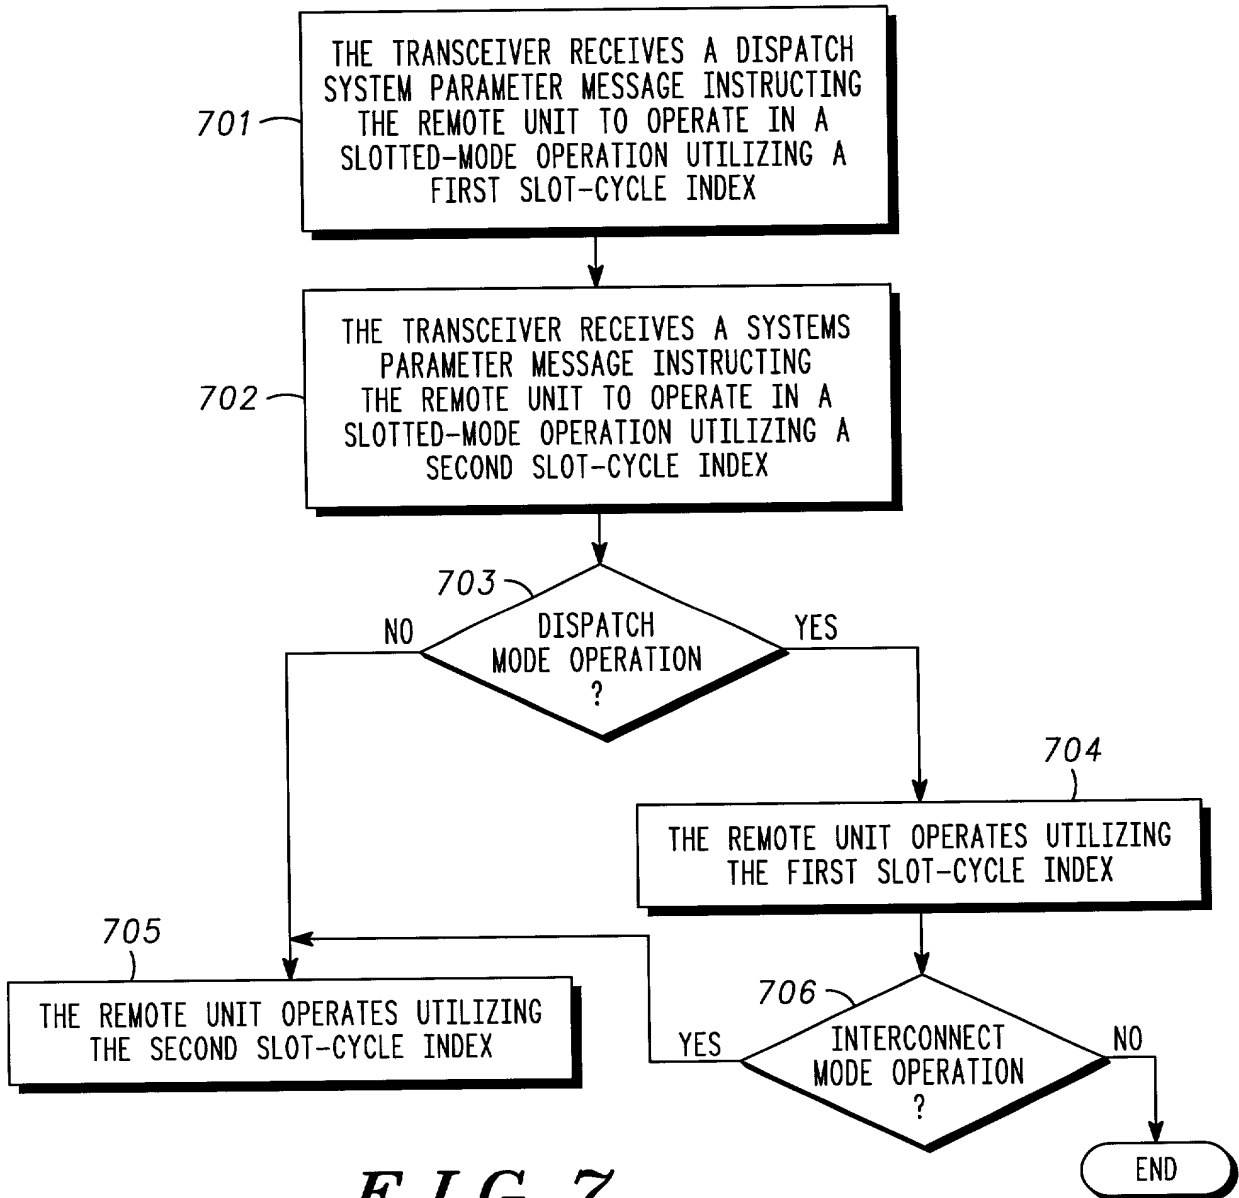 THE TRANSCEIVER RECEIVES A DISPATCH
SYSTEM PARAMETER MESSAGE INSTRUCTING
THE REMOTE UNIT TO OPERATE IN A
SLOTTED-MODE OPERATION UTILIZING A
FIRST SLOT-CYCLE INDEX
701
THE TRANSCEIVER RECEIVES A SYSTEMS
PARAMETER MESSAGE INSTRUCTING
THE REMOTE UNIT TO OPERATE IN A
SLOTTED-MODE OPERATION UTILIZING A
SECOND SLOT-CYCLE INDEX
702
703
NO
DISPATCH
MODE OPERATION
?
YES
704
THE REMOTE UNIT OPERATES UTILIZING
THE FIRST SLOT-CYCLE INDEX
705
THE REMOTE UNIT OPERATES UTILIZING
THE SECOND SLOT-CYCLE INDEX
706
YES
INTERCONNECT
MODE OPERATION
?
NO
END
FIG. 7